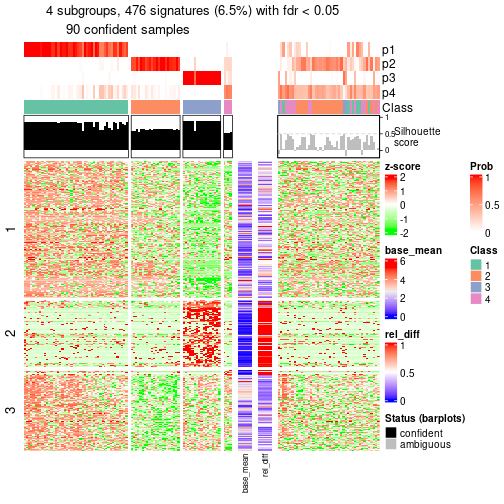 4 subgroups, 476 signatures (6.5%) with fdr < 0.05
90 confident samples
p1
p2
p3
p4
Class
1
0.5
0
Silhouette
score
1
2
3
base_mean
rel_diff
z-score
2
1
0
-1
-2
base_mean
6
4
2
0
rel_diff
1
0.5
0
Prob
1
0.5
0
Class
1
2
3
4
Status (barplots)
confident
ambiguous